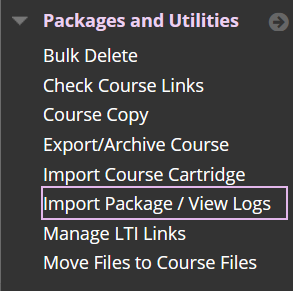 Packages and Utilities
Bulk Delete
Check Course Links
Course Copy
Export/Archive Course
Import Course Cartridge
Import Package / View Logs
Manage LTI Links
Move Files to Course Files